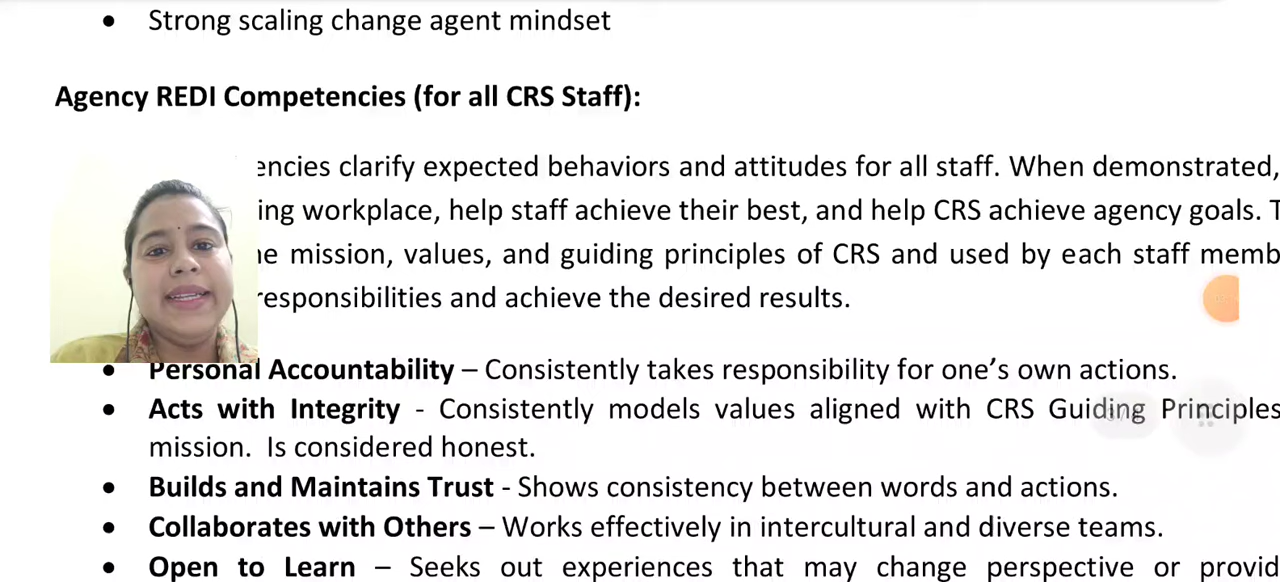 • Strong scaling change agent mindset
Agency REDI Competencies (for all CRS Staff):
encies clarify expected behaviors and attitudes for all staff. When demonstrated,
ing workplace, help staff achieve their best, and help CRS achieve agency goals. T
e mission, values, and guiding principles of CRS and used by each staff memb
responsibilities and achieve the desired results.
• Personal Accountability – Consistently takes responsibility for one’s own actions.
• Acts with Integrity - Consistently models values aligned with CRS Guiding Principles
mission. Is considered honest.
• Builds and Maintains Trust - Shows consistency between words and actions.
• Collaborates with Others – Works effectively in intercultural and diverse teams.
• Open to Learn – Seeks out experiences that may change perspective or provid